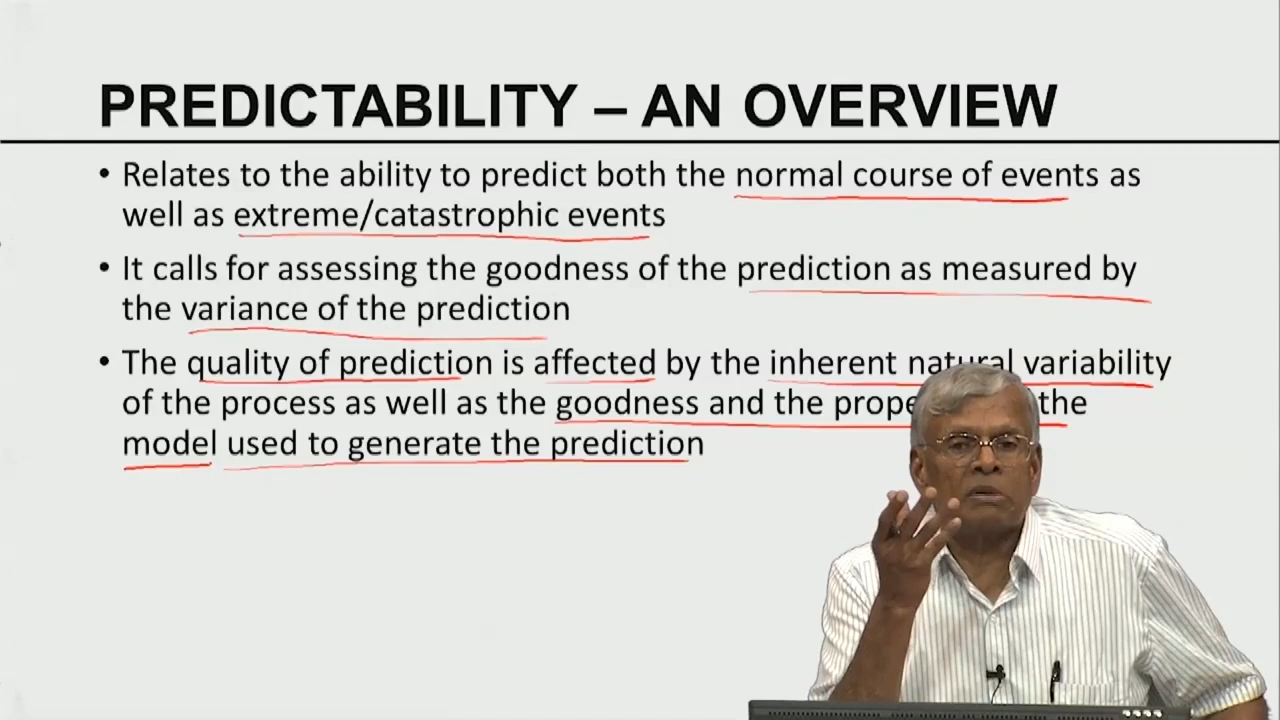 PREDICTABILITY – AN OVERVIEW
• Relates to the ability to predict both the normal course of events as
well as extreme/catastrophic events
• It calls for assessing the goodness of the prediction as measured by
the variance of the prediction
• The quality of prediction is affected by the inherent natural variability
of the process as well as the goodness and the the
model used to generate the prediction